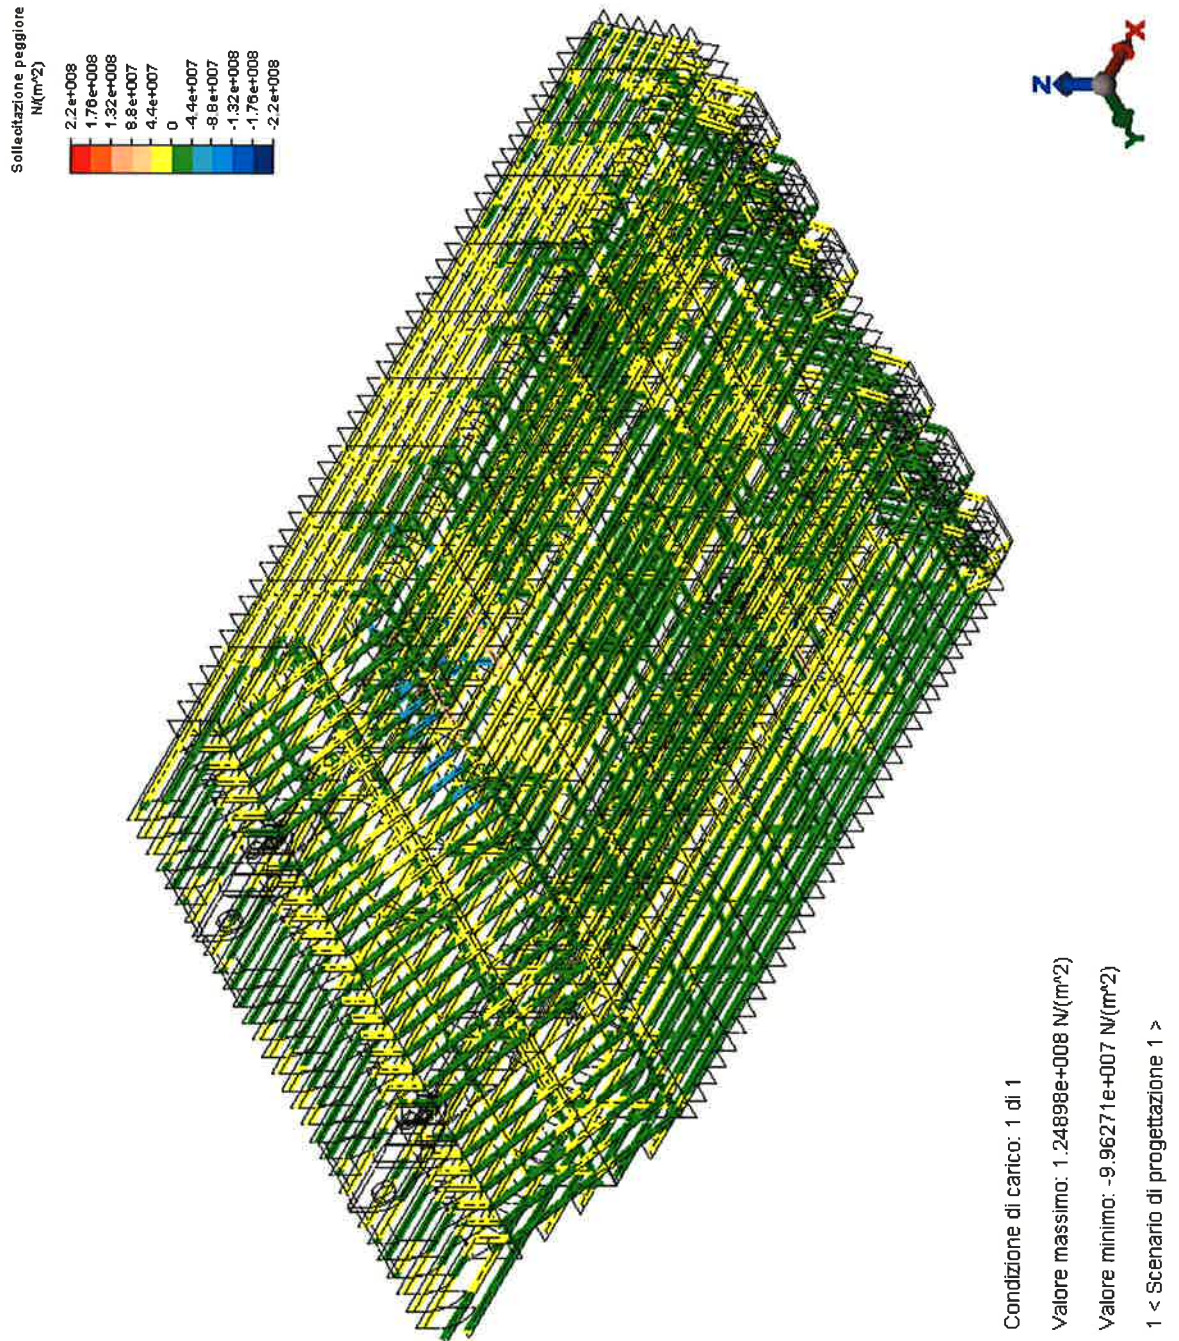 Sollecitazione peggiore
N/(m^2)
2.2e+008
1.76e+008
1.32e+008
8.8e+007
4.4e+007
0
-4.4e+007
-8.8e+007
-1.32e+008
-1.76e+008
-2.2e+008
X
Y
Z
Condizione di carico: 1 di 1
Valore massimo: 1.24898e+008 N/(m^2)
Valore minimo: -9.96271e+007 N/(m^2)
1 < Scenario di progettazione 1 >